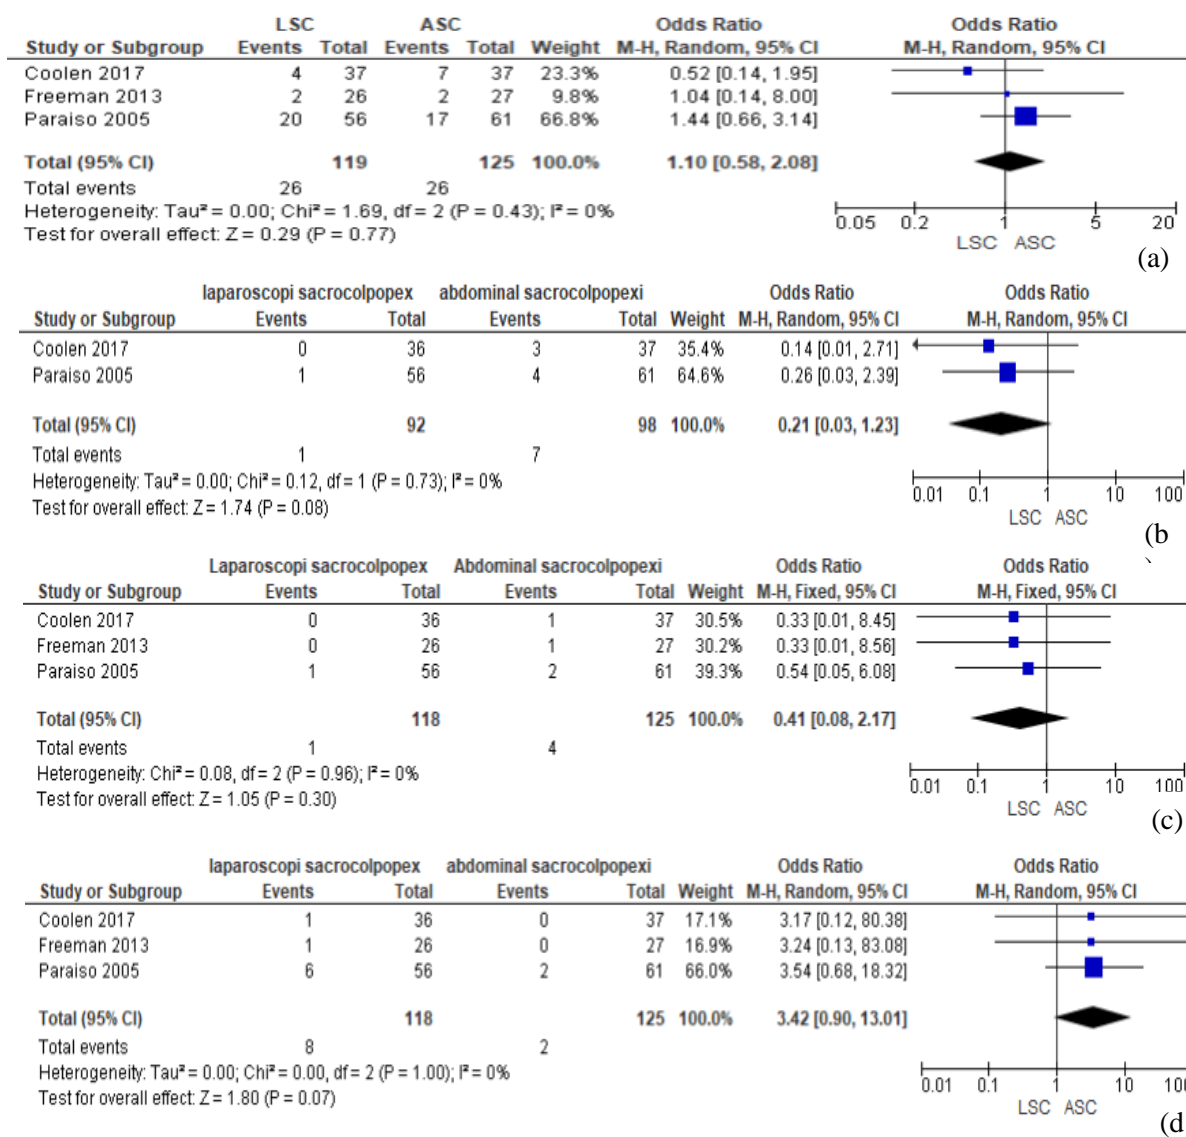 LSC ASC Odds Ratio Odds Ratio
Study or Subgroup Events Total Events Total Weight M-H, Random, 95% CI M-H, Random, 95% CI
Coolen 2017 4 37 7 37 23.3% 0.52 [0.14, 1.95]
Freeman 2013 2 26 2 27 9.8% 1.04 [0.14, 8.00]
Paraiso 2005 20 56 17 61 66.8% 1.44 [0.66, 3.14]
Total (95% CI) 119 125 100.0% 1.10 [0.58, 2.08]
Total events 26 26
Heterogeneity: Tau² = 0.00; Chi² = 1.69, df = 2 (P = 0.43); I² = 0%
Test for overall effect: Z = 0.29 (P = 0.77)
0.05 0.2 1 5 20
LSC ASC
(a)
laparoscopi sacrocolpopex abdominal sacrocolpopexi Odds Ratio Odds Ratio
Study or Subgroup Events Total Events Total Weight M-H, Random, 95% CI M-H, Random, 95% CI
Coolen 2017 0 36 3 37 35.4% 0.14 [0.01, 2.71]
Paraiso 2005 1 56 4 61 64.6% 0.26 [0.03, 2.39]
Total (95% CI) 92 98 100.0% 0.21 [0.03, 1.23]
Total events 1 7
Heterogeneity: Tau² = 0.00; Chi² = 0.12, df = 1 (P = 0.73); I² = 0%
Test for overall effect: Z = 1.74 (P = 0.08)
0.01 0.1 1 10 100
LSC ASC
(b
Laparoscopi sacrocolpopex Abdominal sacrocolpopexi Odds Ratio Odds Ratio
Study or Subgroup Events Total Events Total Weight M-H, Fixed, 95% CI M-H, Fixed, 95% CI
Coolen 2017 0 36 1 37 30.5% 0.33 [0.01, 8.45]
Freeman 2013 0 26 1 27 30.2% 0.33 [0.01, 8.56]
Paraiso 2005 1 56 2 61 39.3% 0.54 [0.05, 6.08]
Total (95% CI) 118 125 100.0% 0.41 [0.08, 2.17]
Total events 1 4
Heterogeneity: Chi² = 0.08, df = 2 (P = 0.96); I² = 0%
Test for overall effect: Z = 1.05 (P = 0.30)
0.01 0.1 1 10 100
LSC ASC
(c)
laparoscopi sacrocolpopex abdominal sacrocolpopexi Odds Ratio Odds Ratio
Study or Subgroup Events Total Events Total Weight M-H, Random, 95% CI M-H, Random, 95% CI
Coolen 2017 1 36 0 37 17.1% 3.17 [0.12, 80.38]
Freeman 2013 1 26 0 27 16.9% 3.24 [0.13, 83.08]
Paraiso 2005 6 56 2 61 66.0% 3.54 [0.68, 18.32]
Total (95% CI) 118 125 100.0% 3.42 [0.90, 13.01]
Total events 8 2
Heterogeneity: Tau² = 0.00; Chi² = 0.00, df = 2 (P = 1.00); I² = 0%
Test for overall effect: Z = 1.80 (P = 0.07)
0.01 0.1 1 10 100
LSC ASC
(d